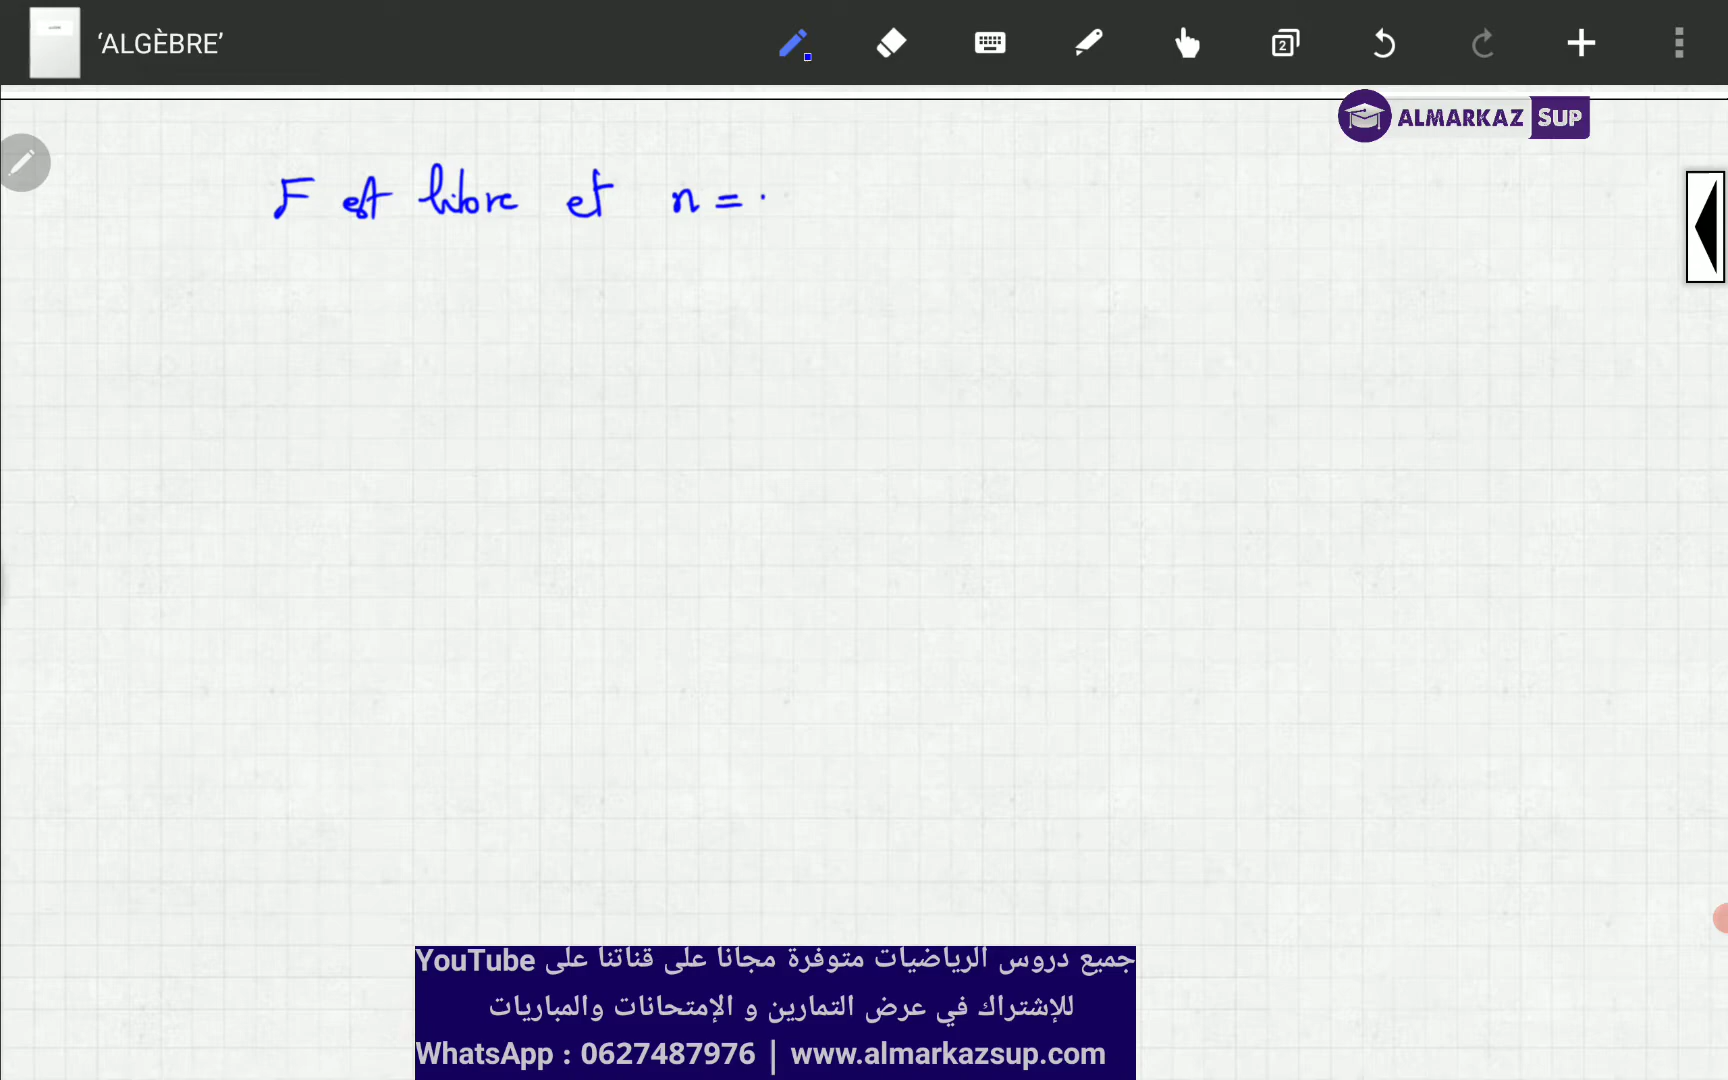 ‘ALGÈBRE’
2
ALMARKAZ SUP
F est libre et n = ·
جميع دروس الرياضيات متوفرة مجانا على قناتنا على YouTube
للإشتراك في عرض التمارين و الإمتحانات والمباريات
WhatsApp : 0627487976 | www.almarkazsup.com